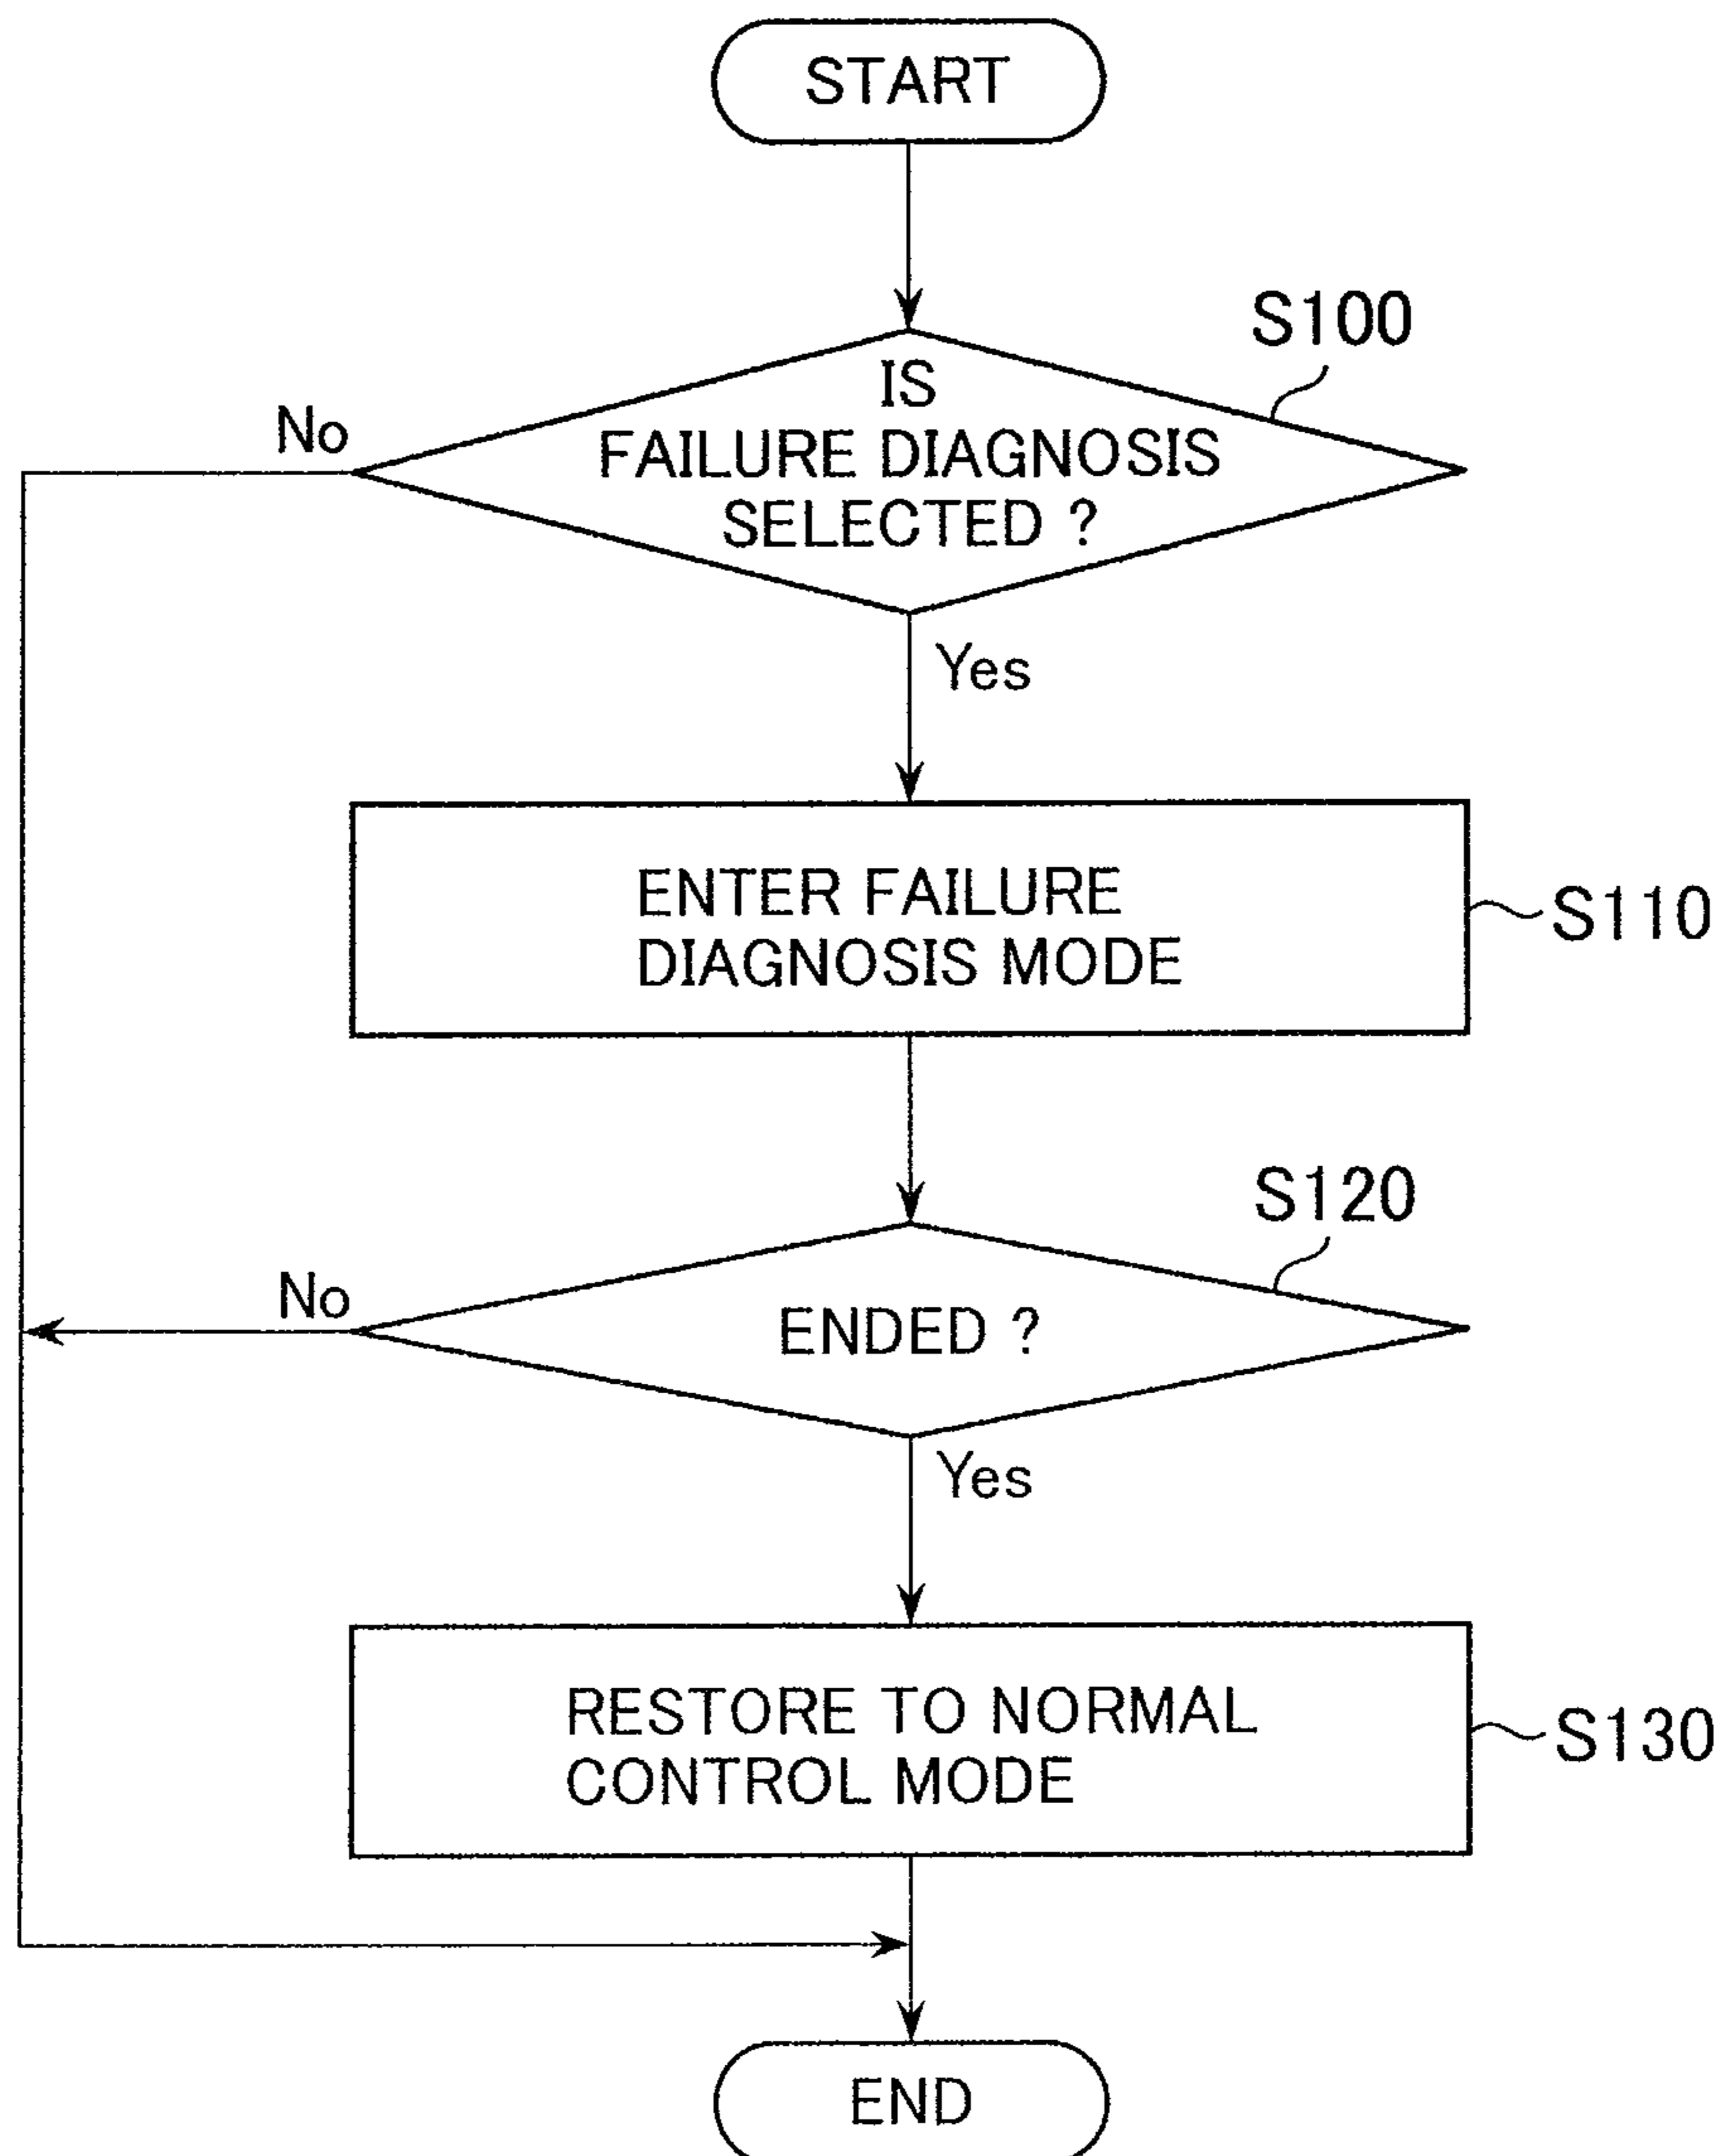 START
S100
IS
No
FAILURE DIAGNOSIS
SELECTED ?
Yes
ENTER FAILURE
DIAGNOSIS MODE
S110
S120
No
ENDED ?
Yes
RESTORE TO NORMAL
CONTROL MODE
S130
END